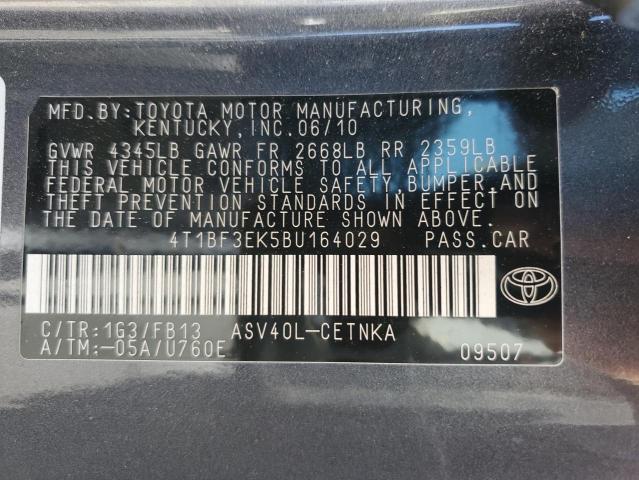 MFD.BY:TOYOTA MOTOR MANUFACTURING,
KENTUCKY,INC.06/10
GVWR 4345LB GAWR FR 2668LB RR 2359LB
THIS VEHICLE CONFORMS TO ALL APPLICABLE
FEDERAL MOTOR VEHICLE SAFETY,BUMPER,AND
THEFT PREVENTION STANDARDS IN EFFECT ON
THE DATE OF MANUFACTURE SHOWN ABOVE.
4T1BF3EK5BU164029 PASS.CAR
C/TR:1G3/FB13 ASV40L-CETNKA
A/TM:-05A/U760E 09507